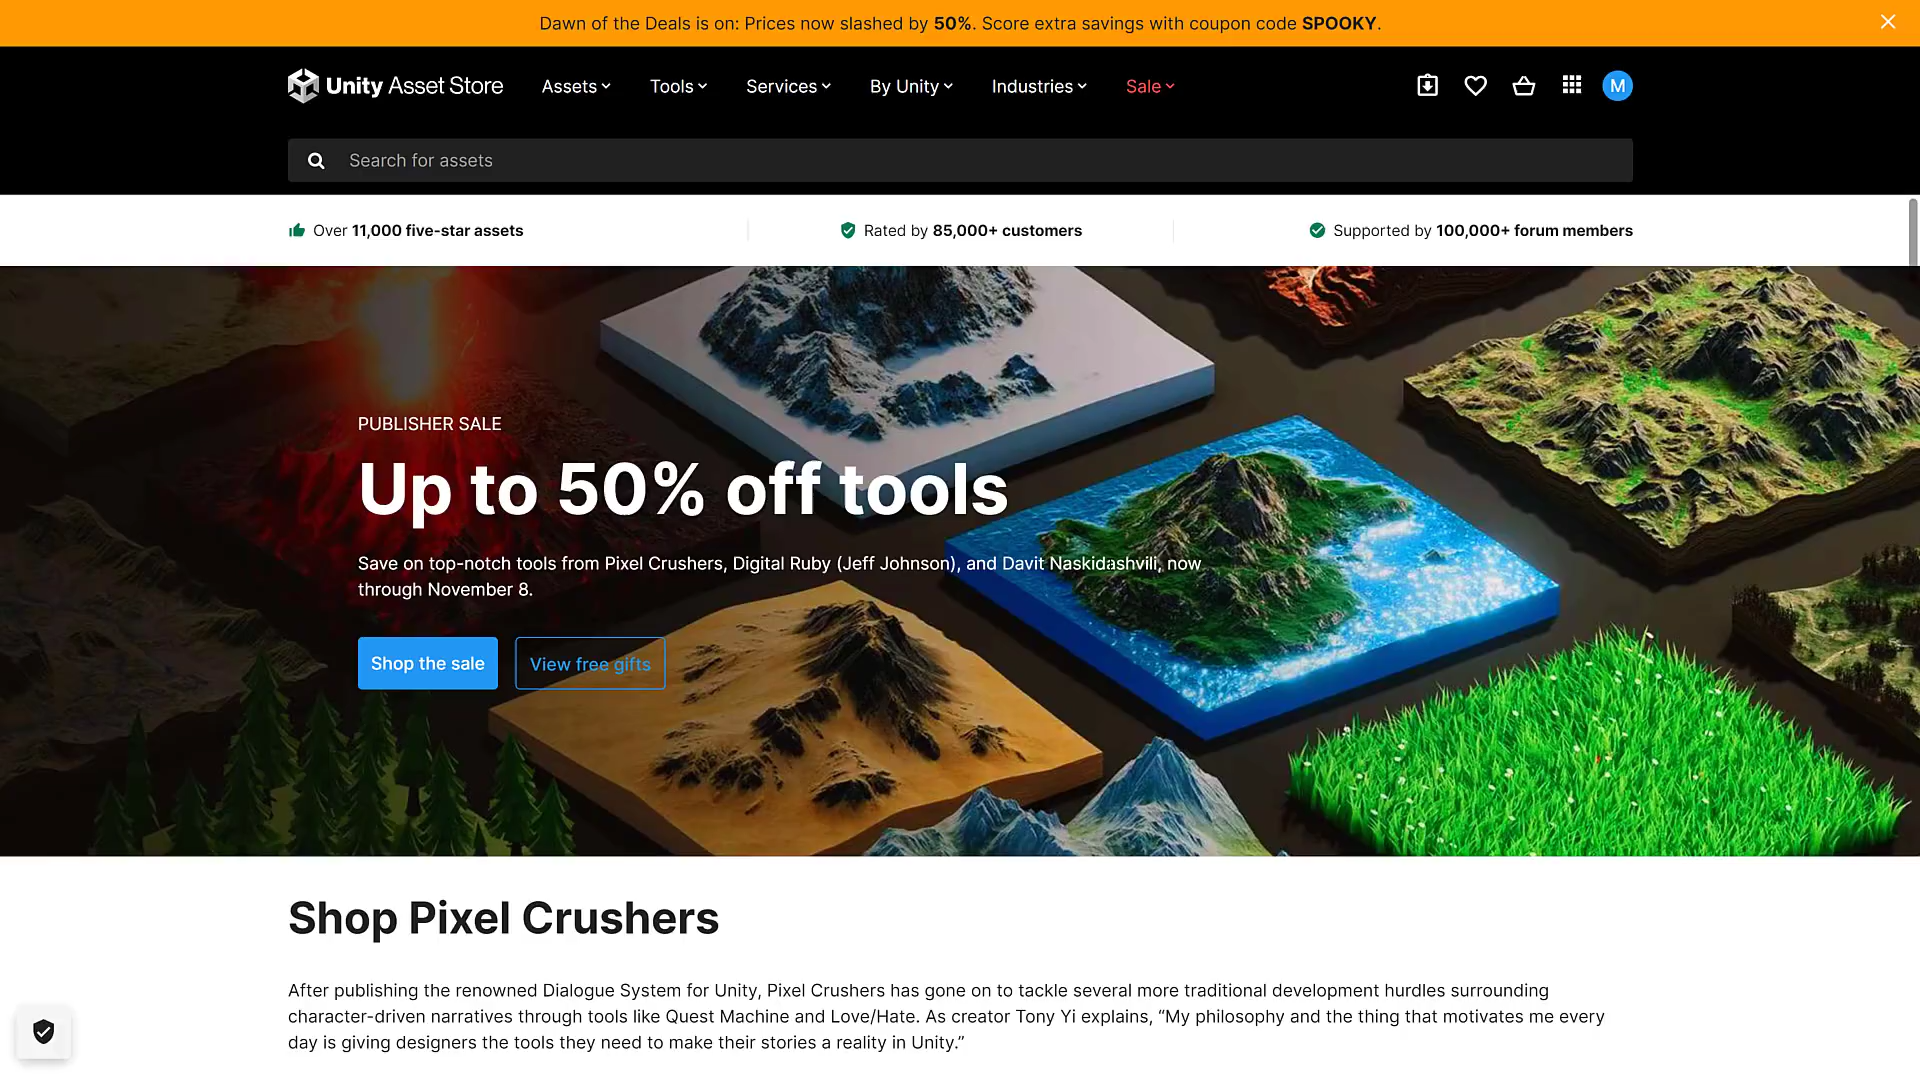 Dawn of the Deals is on: Prices now slashed by 50%. Score extra savings with coupon code SPOOKY.
Unity Asset Store
Assets
Tools
Services
By Unity
Industries
Sale
M
Search for assets
Over 11,000 five-star assets
Rated by 85,000+ customers
Supported by 100,000+ forum members
PUBLISHER SALE
Up to 50% off tools
Save on top-notch tools from Pixel Crushers, Digital Ruby (Jeff Johnson), and Davit Naskidashvili, now
through November 8.
Shop the sale
View free gifts
Shop Pixel Crushers
After publishing the renowned Dialogue System for Unity, Pixel Crushers has gone on to tackle several more traditional development hurdles surrounding
character-driven narratives through tools like Quest Machine and Love/Hate. As creator Tony Yi explains, “My philosophy and the thing that motivates me every
day is giving designers the tools they need to make their stories a reality in Unity.”